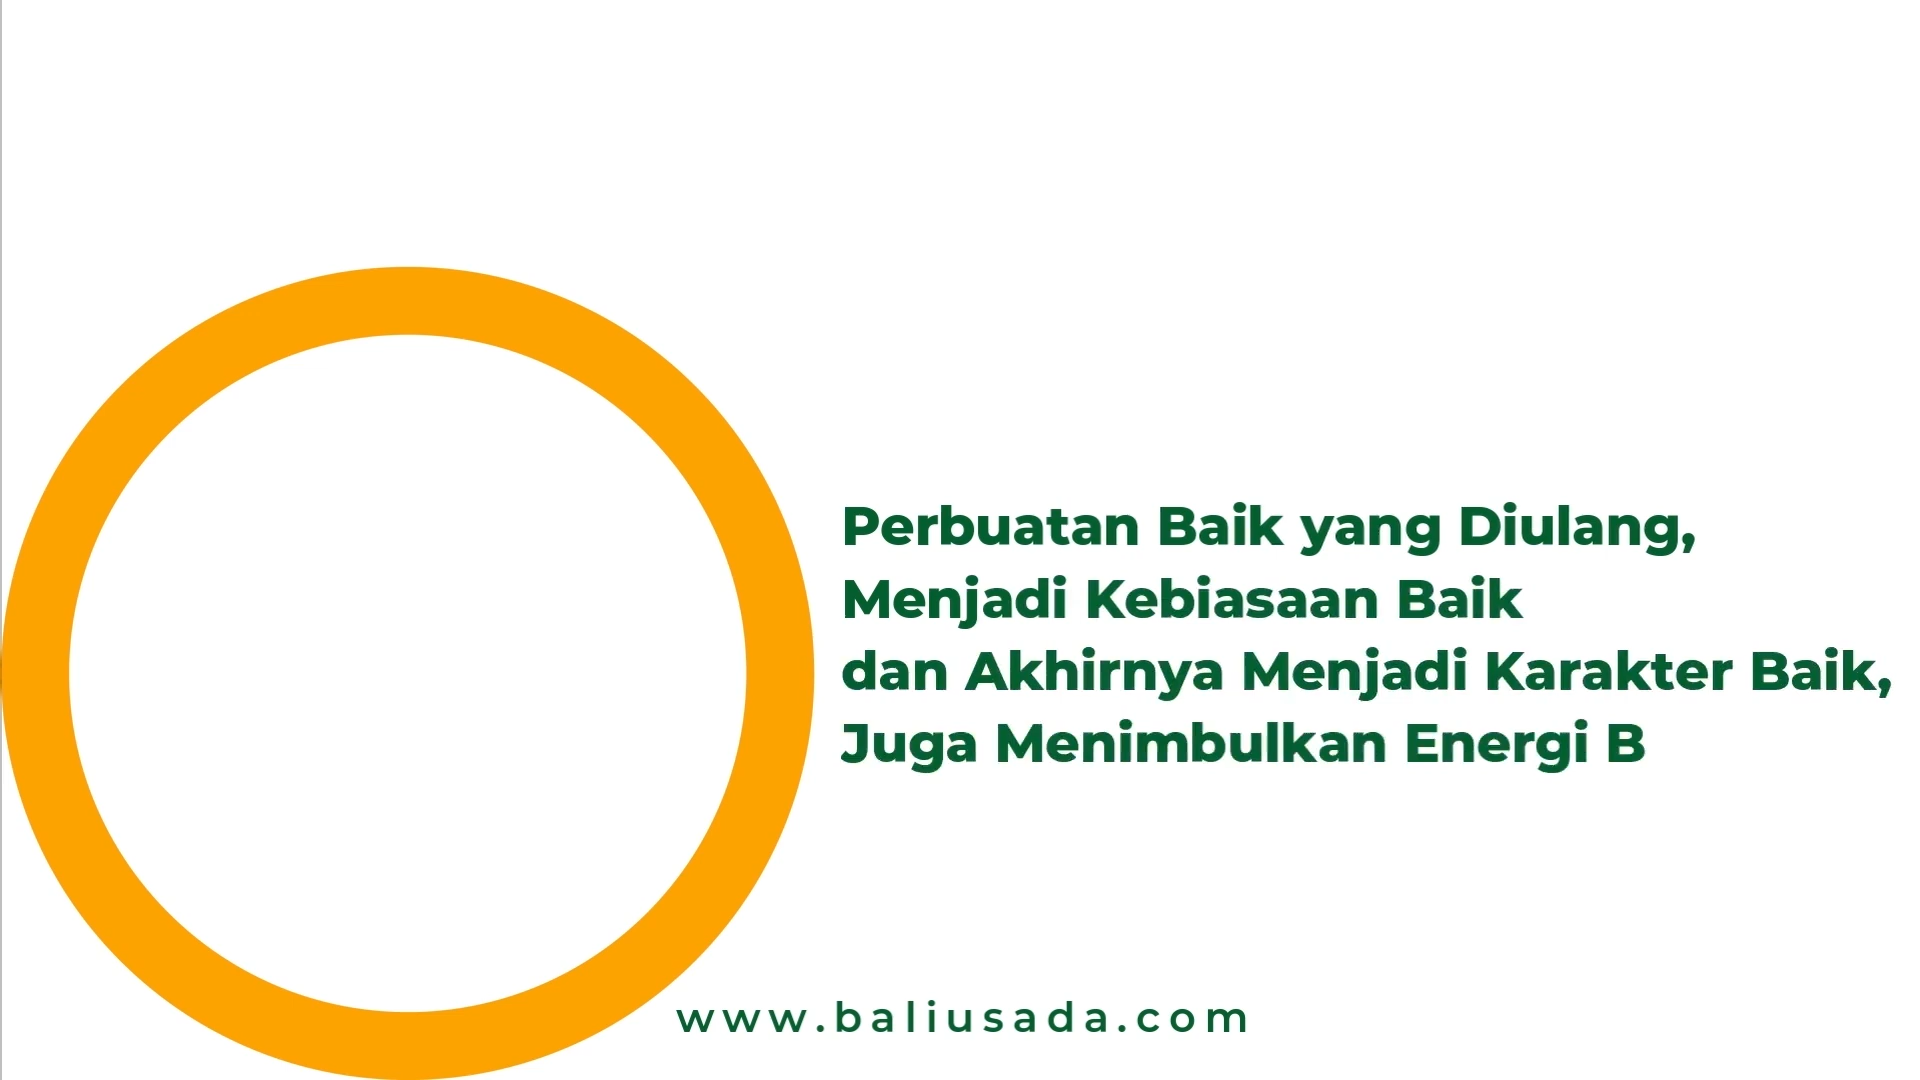 Perbuatan Baik yang Diulang,
Menjadi Kebiasaan Baik
dan Akhirnya Menjadi Karakter Baik,
Juga Menimbulkan Energi B
www.baliusada.com